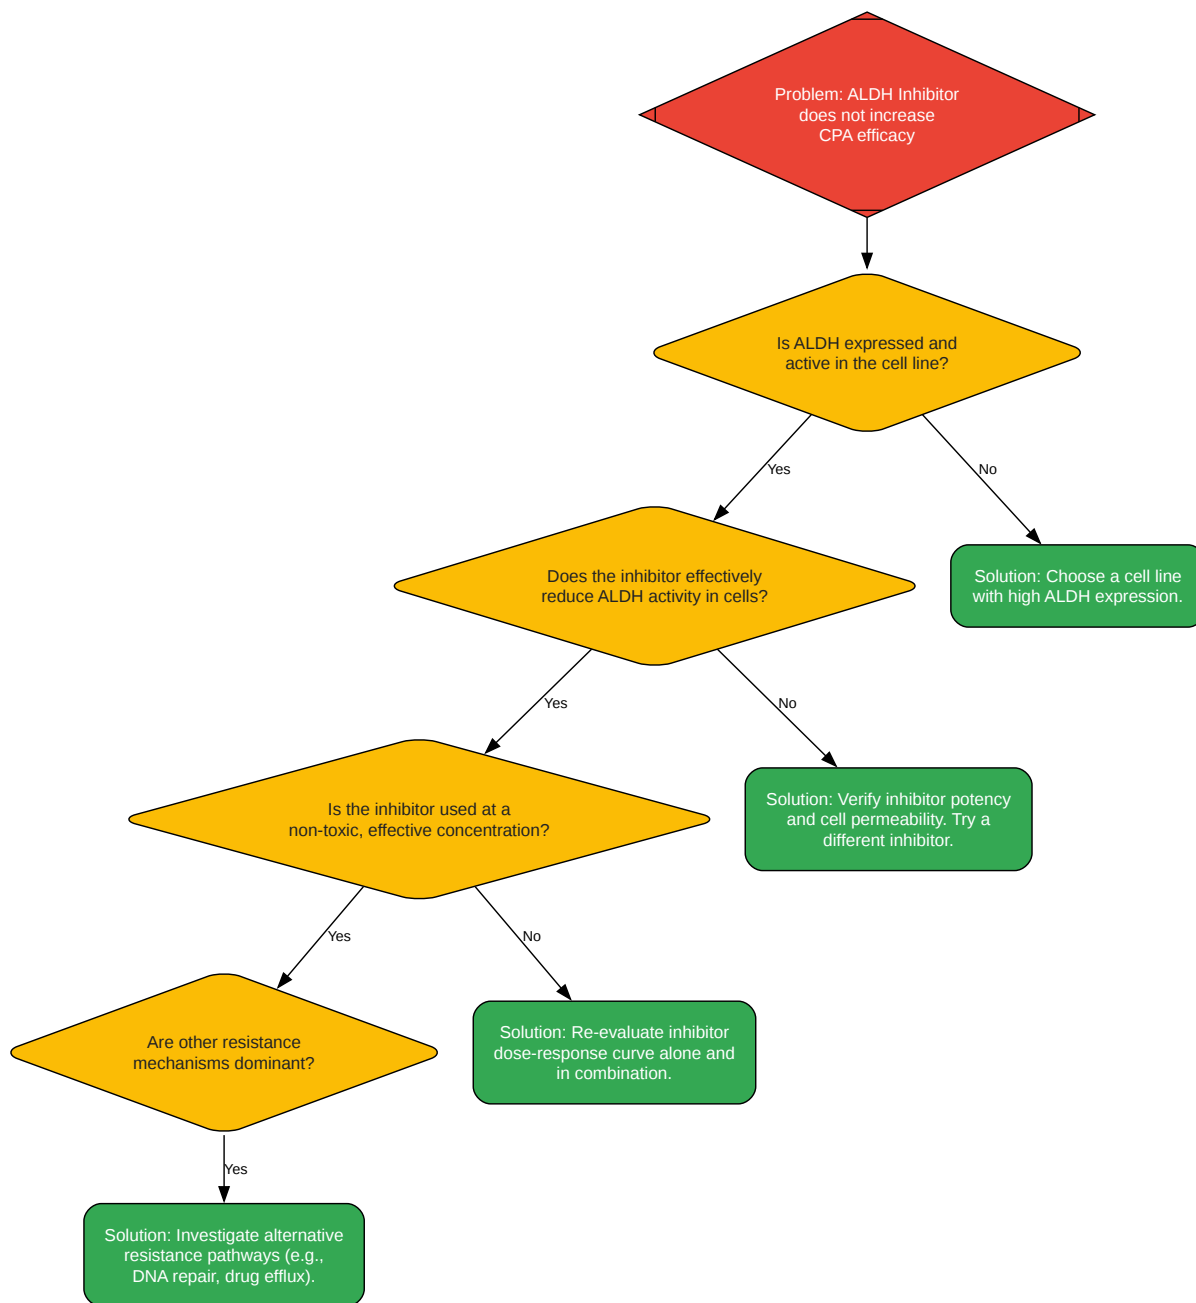 Problem: ALDH Inhibitor
does not increase
CPA efficacy
Is ALDH expressed and
active in the cell line?
Yes
No
Does the inhibitor effectively
reduce ALDH activity in cells?
Solution: Choose a cell line
with high ALDH expression.
Yes
No
Is the inhibitor used at a
non-toxic, effective concentration?
Solution: Verify inhibitor potency
and cell permeability. Try a
different inhibitor.
Yes
No
Are other resistance
mechanisms dominant?
Solution: Re-evaluate inhibitor
dose-response curve alone and
in combination.
Yes
Solution: Investigate alternative
resistance pathways (e.g.,
DNA repair, drug efflux).